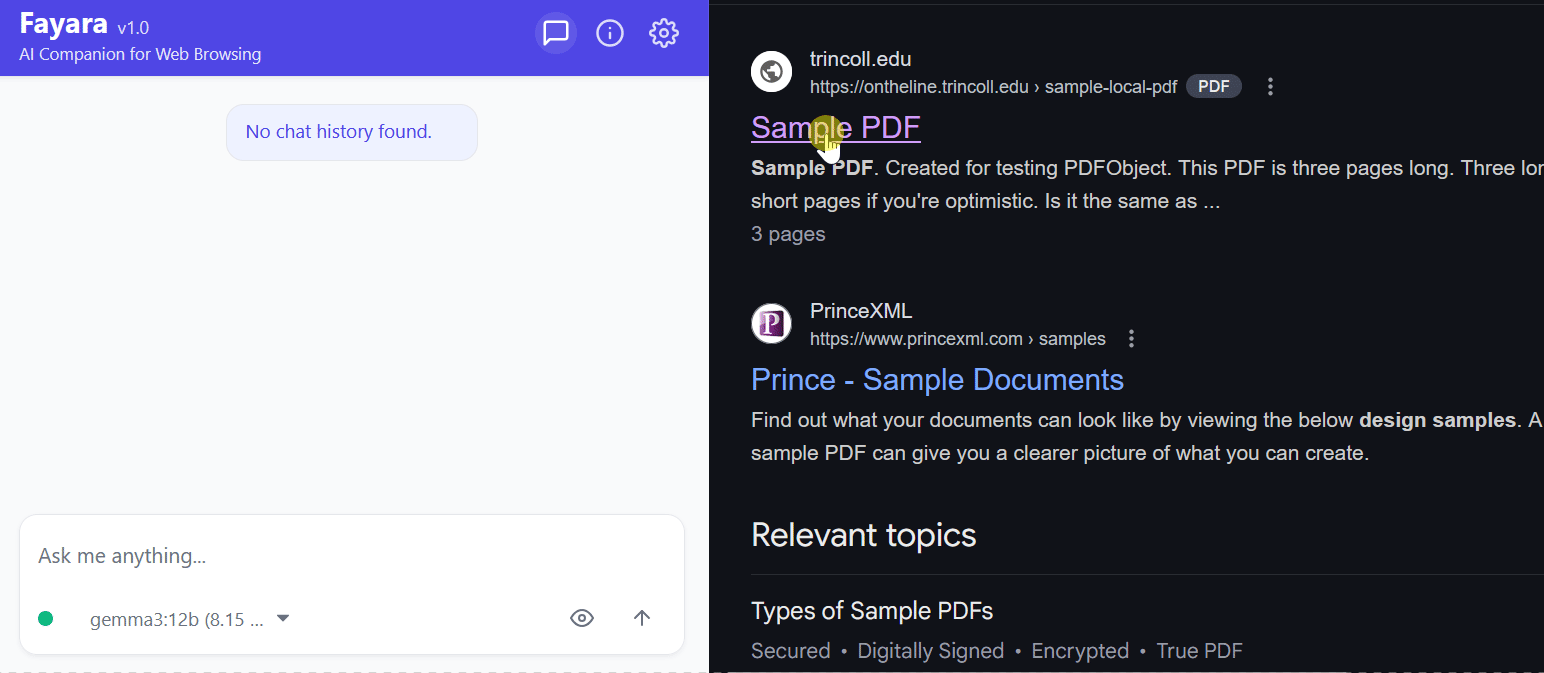 Fayara v1.0
AI Companion for Web Browsing
No chat history found.
Ask me anything...
gemma3:12b (8.15 ...
trincoll.edu
https://ontheline.trincoll.edu › sample-local-pdf PDF
Sample PDF
Sample PDF. Created for testing PDFObject. This PDF is three pages long. Three lor
short pages if you're optimistic. Is it the same as ...
3 pages
PrinceXML
https://www.princexml.com › samples
Prince - Sample Documents
Find out what your documents can look like by viewing the below design samples. A
sample PDF can give you a clearer picture of what you can create.
Relevant topics
Types of Sample PDFs
Secured • Digitally Signed • Encrypted • True PDF